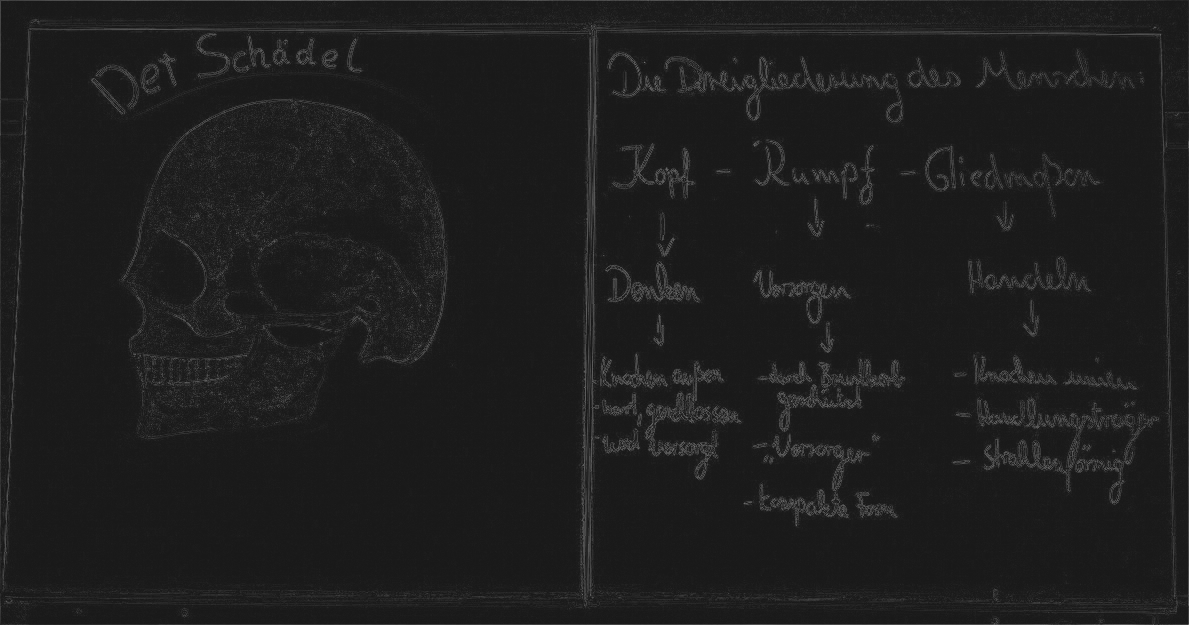 Der Schädel
Die Dreigliederung des Menschen:
Kopf - Rumpf - Gliedmaßen
Denken
Versorgen
Handeln
- Knochen außen
- hart, geschlossen
- wird versorgt
- durch Brustkorb
geschützt
- „Versorger“
- kompakte Form
- Knochen innen
- Handlungsträger
- strahlenförmig